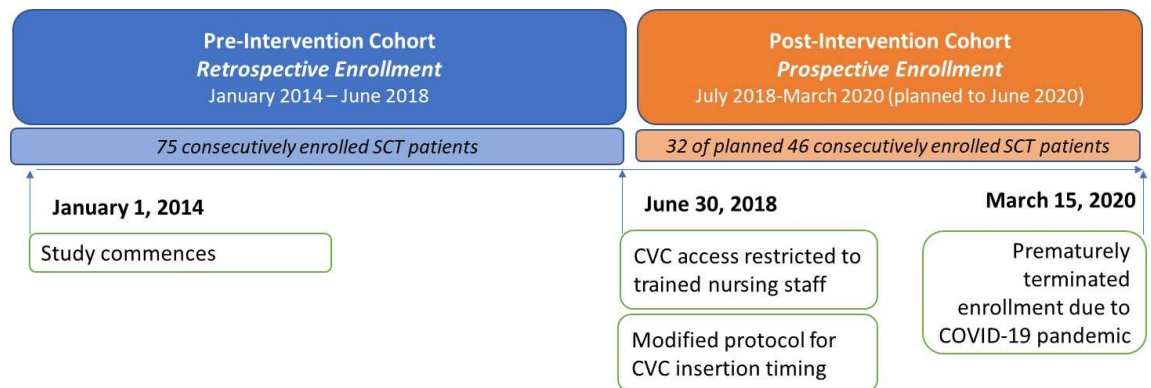 Pre-Intervention Cohort
Retrospective Enrollment
January 2014 – June 2018
Post-Intervention Cohort
Prospective Enrollment
July 2018-March 2020 (planned to June 2020)
75 consecutively enrolled SCT patients
32 of planned 46 consecutively enrolled SCT patients
January 1, 2014
Study commences
June 30, 2018
CVC access restricted to
trained nursing staff
Modified protocol for
CVC insertion timing
March 15, 2020
Prematurely
terminated
enrollment due to
COVID-19 pandemic